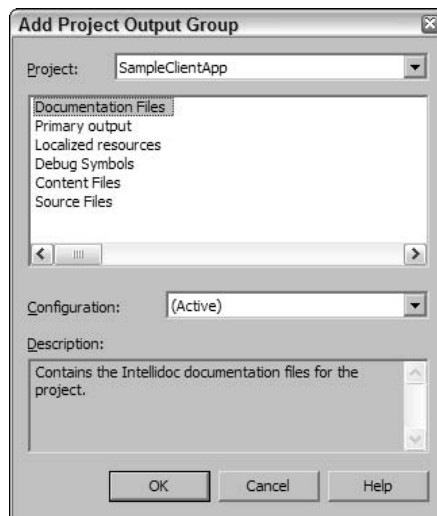 Add Project Output Group
Project: SampleClientApp
Documentation Files
Primary output
Localized resources
Debug Symbols
Content Files
Source Files
Configuration: (Active)
Description:
Contains the Intellidoc documentation files for the
project.
OK Cancel Help